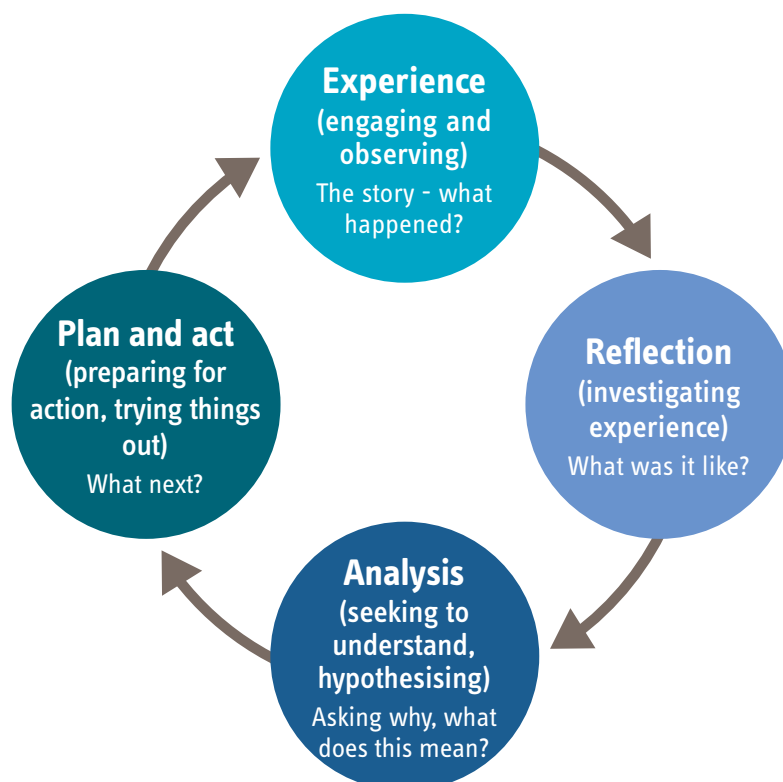 Experience
(engaging and
observing)
The story - what
happened?
Reflection
(investigating
experience)
What was it like?
Analysis
(seeking to
understand,
hypothesising)
Asking why, what
does this mean?
Plan and act
(preparing for
action, trying things
out)
What next?